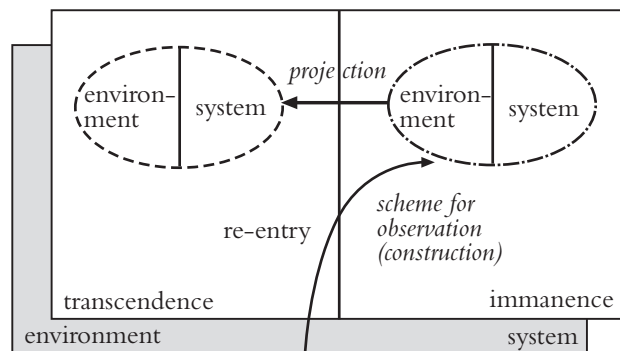 projection
environ-
ment
system
environ-
ment
system
re-entry
scheme for
observation
(construction)
transcendence
immanence
environment
system